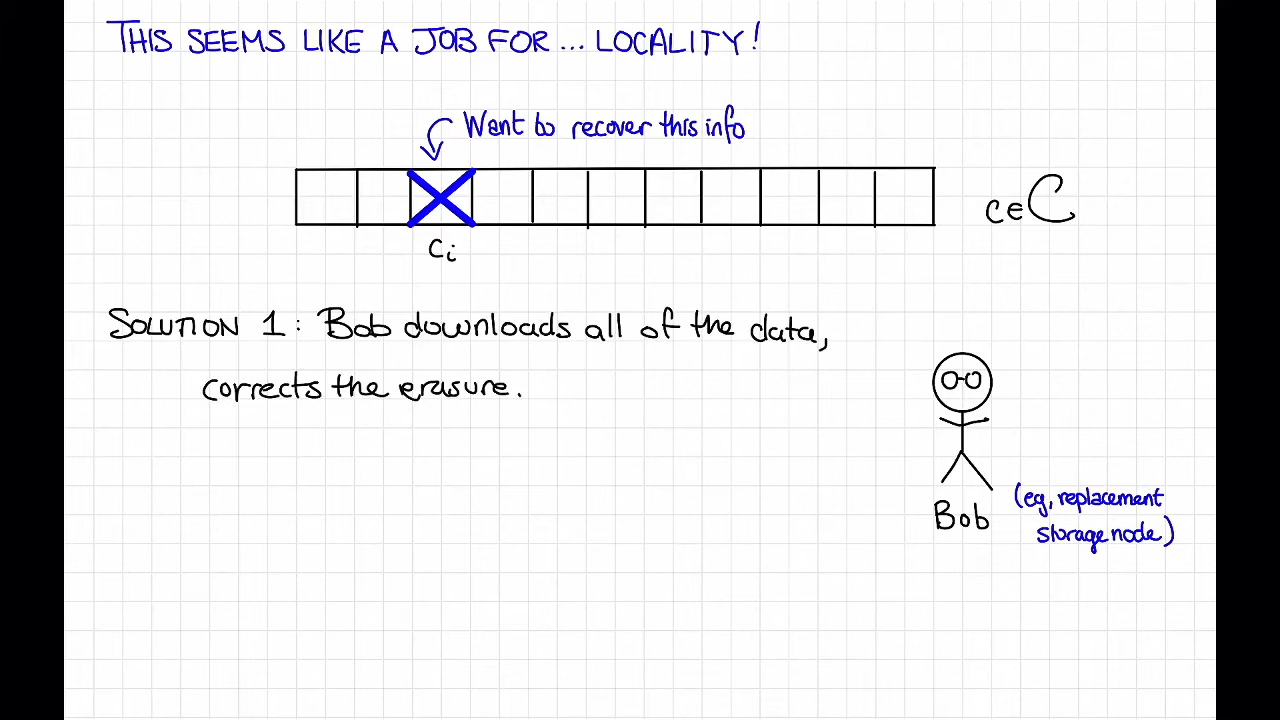 THIS SEEMS LIKE A JOB FOR... LOCALITY!
Want to recover this info
c∈C
ci
SOLUTION 1: Bob downloads all of the data,
corrects the erasure.
Bob
(eg, replacement
storage node)